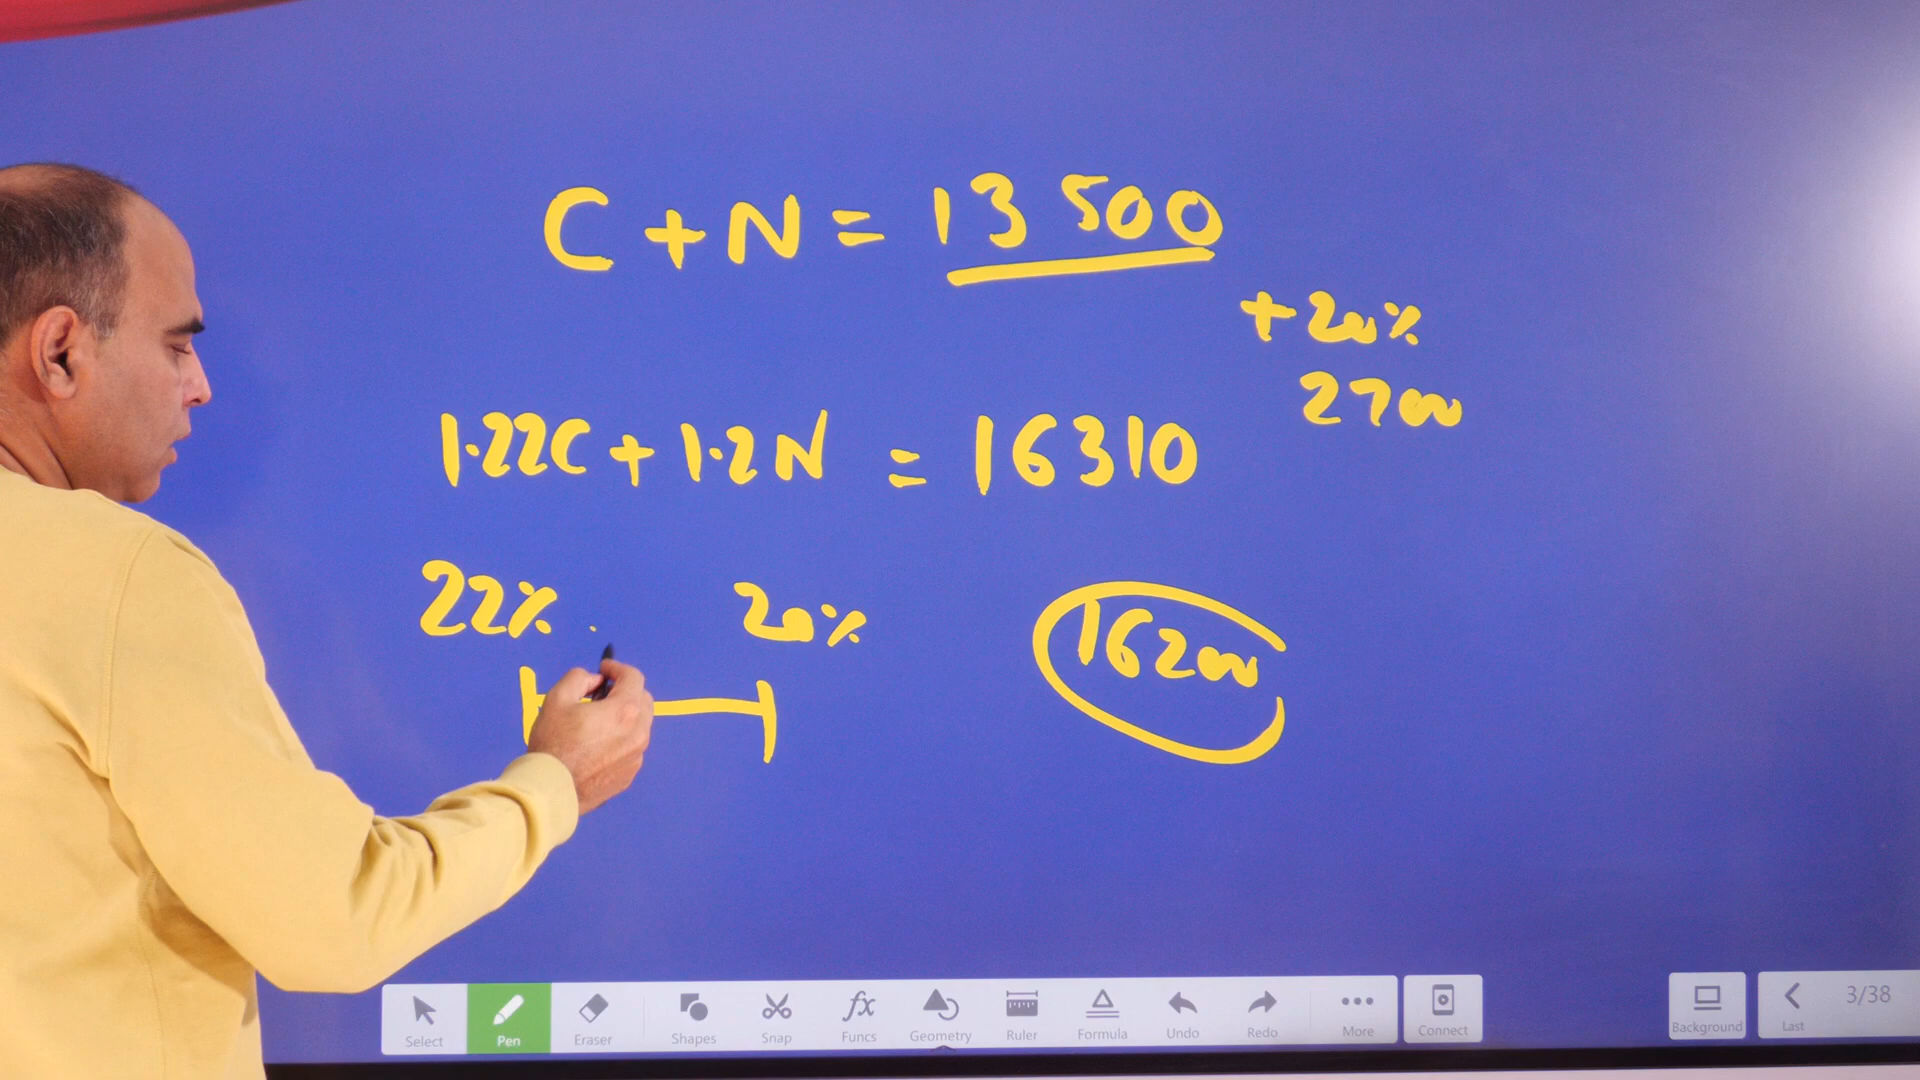 C + N = 13 500
+ 20%
2700
1.22C + 1.2N = 16310
22% 20% 16200
Select Pen Eraser Shapes Snap fx Funcs Geometry Ruler Formula Undo Redo More Connect Background Last 3/38